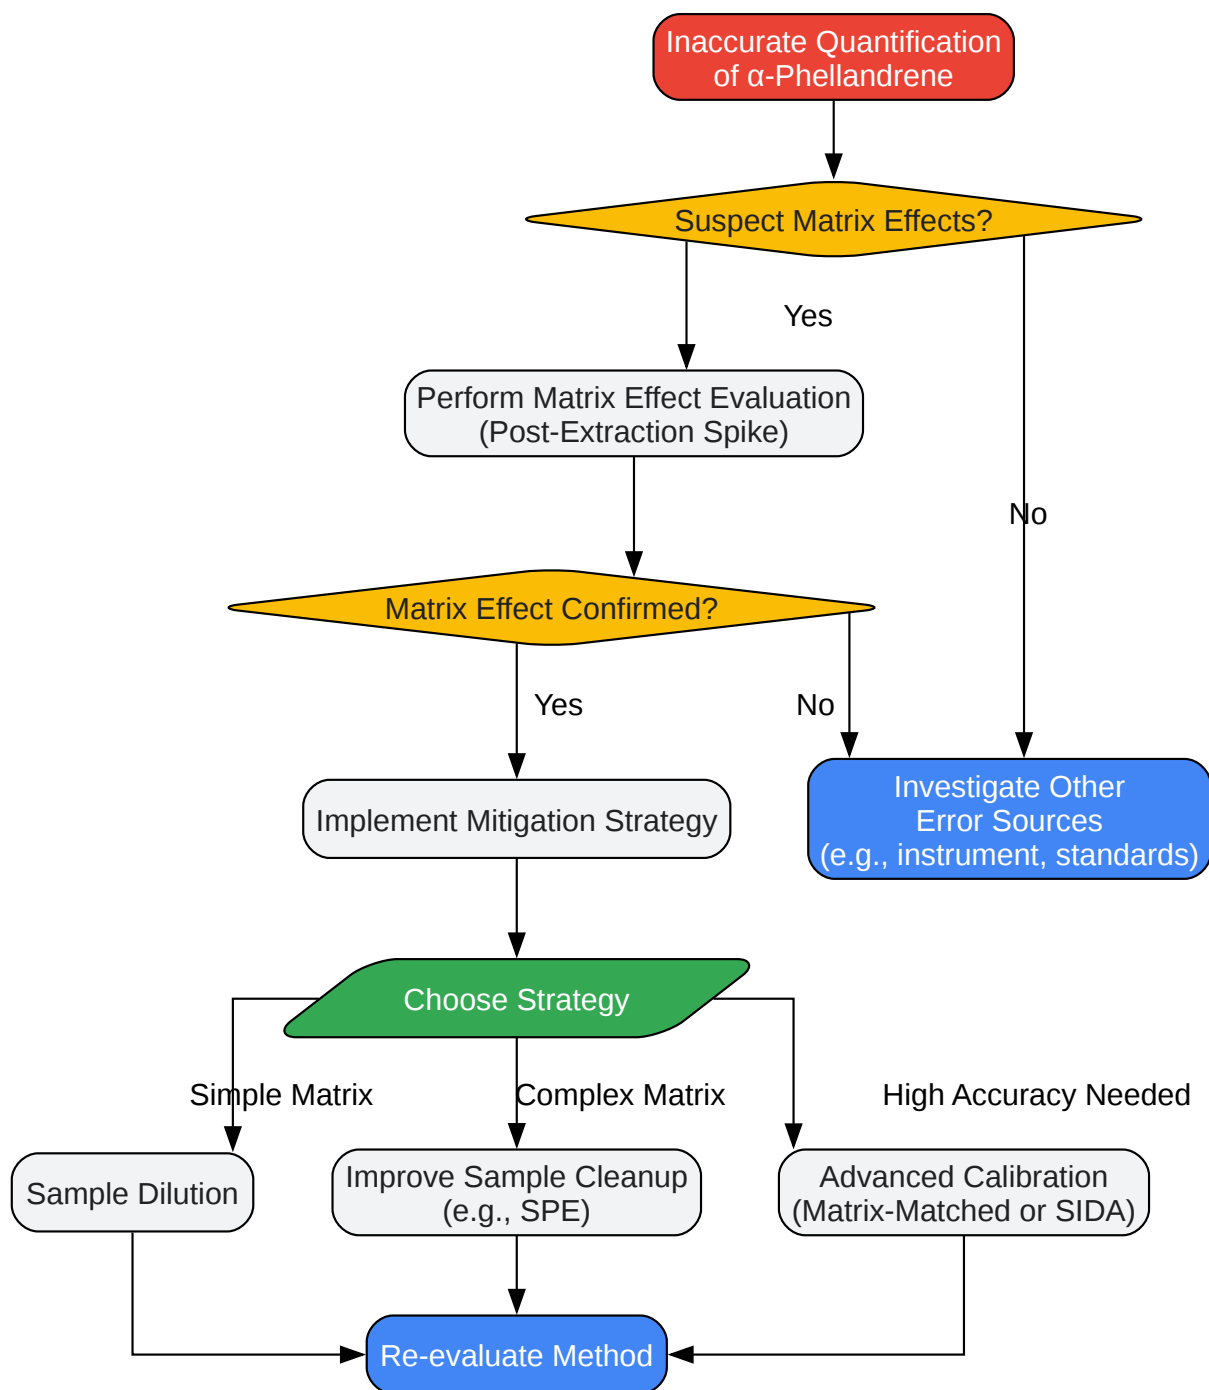 Inaccurate Quantification
of α-Phellandrene
Suspect Matrix Effects?
Yes
Perform Matrix Effect Evaluation
(Post-Extraction Spike)
No
Matrix Effect Confirmed?
Yes
No
Investigate Other
Error Sources
(e.g., instrument, standards)
Implement Mitigation Strategy
Choose Strategy
Simple Matrix
Complex Matrix
High Accuracy Needed
Sample Dilution
Improve Sample Cleanup
(e.g., SPE)
Advanced Calibration
(Matrix-Matched or SIDA)
Re-evaluate Method